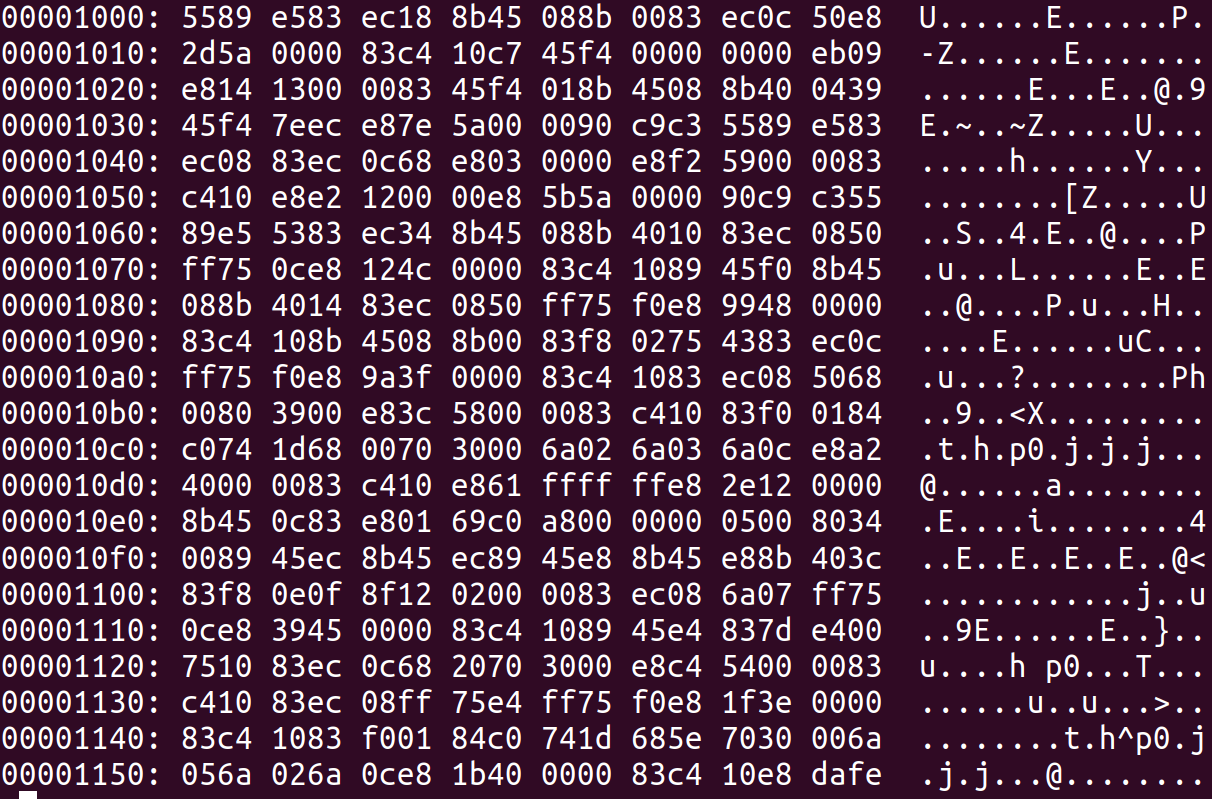 00001000: 5589 e583 ec18 8b45 088b 0083 ec0c 50e8  U......E......P.
00001010: 2d5a 0000 83c4 10c7 45f4 0000 0000 eb09  -Z......E.......
00001020: e814 1300 0083 45f4 018b 4508 8b40 0439  ......E...E..@.9
00001030: 45f4 7eec e87e 5a00 0090 c9c3 5589 e583  E.~..~Z.....U...
00001040: ec08 83ec 0c68 e803 0000 e8f2 5900 0083  .....h......Y...
00001050: c410 e8e2 1200 00e8 5b5a 0000 90c9 c355  ........[Z.....U
00001060: 89e5 5383 ec34 8b45 088b 4010 83ec 0850  ..S..4.E..@....P
00001070: ff75 0ce8 124c 0000 83c4 1089 45f0 8b45  .u...L......E..E
00001080: 088b 4014 83ec 0850 ff75 f0e8 9948 0000  ..@....P.u...H..
00001090: 83c4 108b 4508 8b00 83f8 0275 4383 ec0c  ....E......uC...
000010a0: ff75 f0e8 9a3f 0000 83c4 1083 ec08 5068  .u...?........Ph
000010b0: 0080 3900 e83c 5800 0083 c410 83f0 0184  ..9..<X.........
000010c0: c074 1d68 0070 3000 6a02 6a03 6a0c e8a2  .t.h.p0.j.j.j...
000010d0: 4000 0083 c410 e861 ffff ffe8 2e12 0000  @......a........
000010e0: 8b45 0c83 e801 69c0 a800 0000 0500 8034  .E....i........4
000010f0: 0089 45ec 8b45 ec89 45e8 8b45 e88b 403c  ..E..E..E..E..@<
00001100: 83f8 0e0f 8f12 0200 0083 ec08 6a07 ff75  ............j..u
00001110: 0ce8 3945 0000 83c4 1089 45e4 837d e400  ..9E......E..}..
00001120: 7510 83ec 0c68 2070 3000 e8c4 5400 0083  u....h p0...T...
00001130: c410 83ec 08ff 75e4 ff75 f0e8 1f3e 0000  ......u..u...>..
00001140: 83c4 1083 f001 84c0 741d 685e 7030 006a  ........t.h^p0.j
00001150: 056a 026a 0ce8 1b40 0000 83c4 10e8 dafe  .j.j...@........